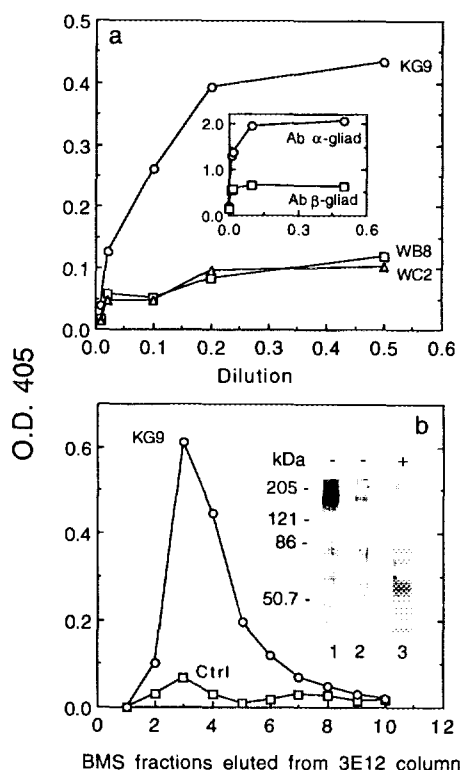 a
0.5
0.4
0.3
0.2
0.1
0.0
KG9
WB8
WC2
2.0
1.0
0.0
Ab α-gliad
Ab β-gliad
0.0 0.3 0.6
0.0 0.1 0.2 0.3 0.4 0.5 0.6
Dilution
O.D. 405
b
0.6
0.4
0.2
0.0
KG9
Ctrl
kDa - - +
205 -
121 -
86 -
50.7 -
1 2 3
0 2 4 6 8 10 12
BMS fractions eluted from 3E12 column